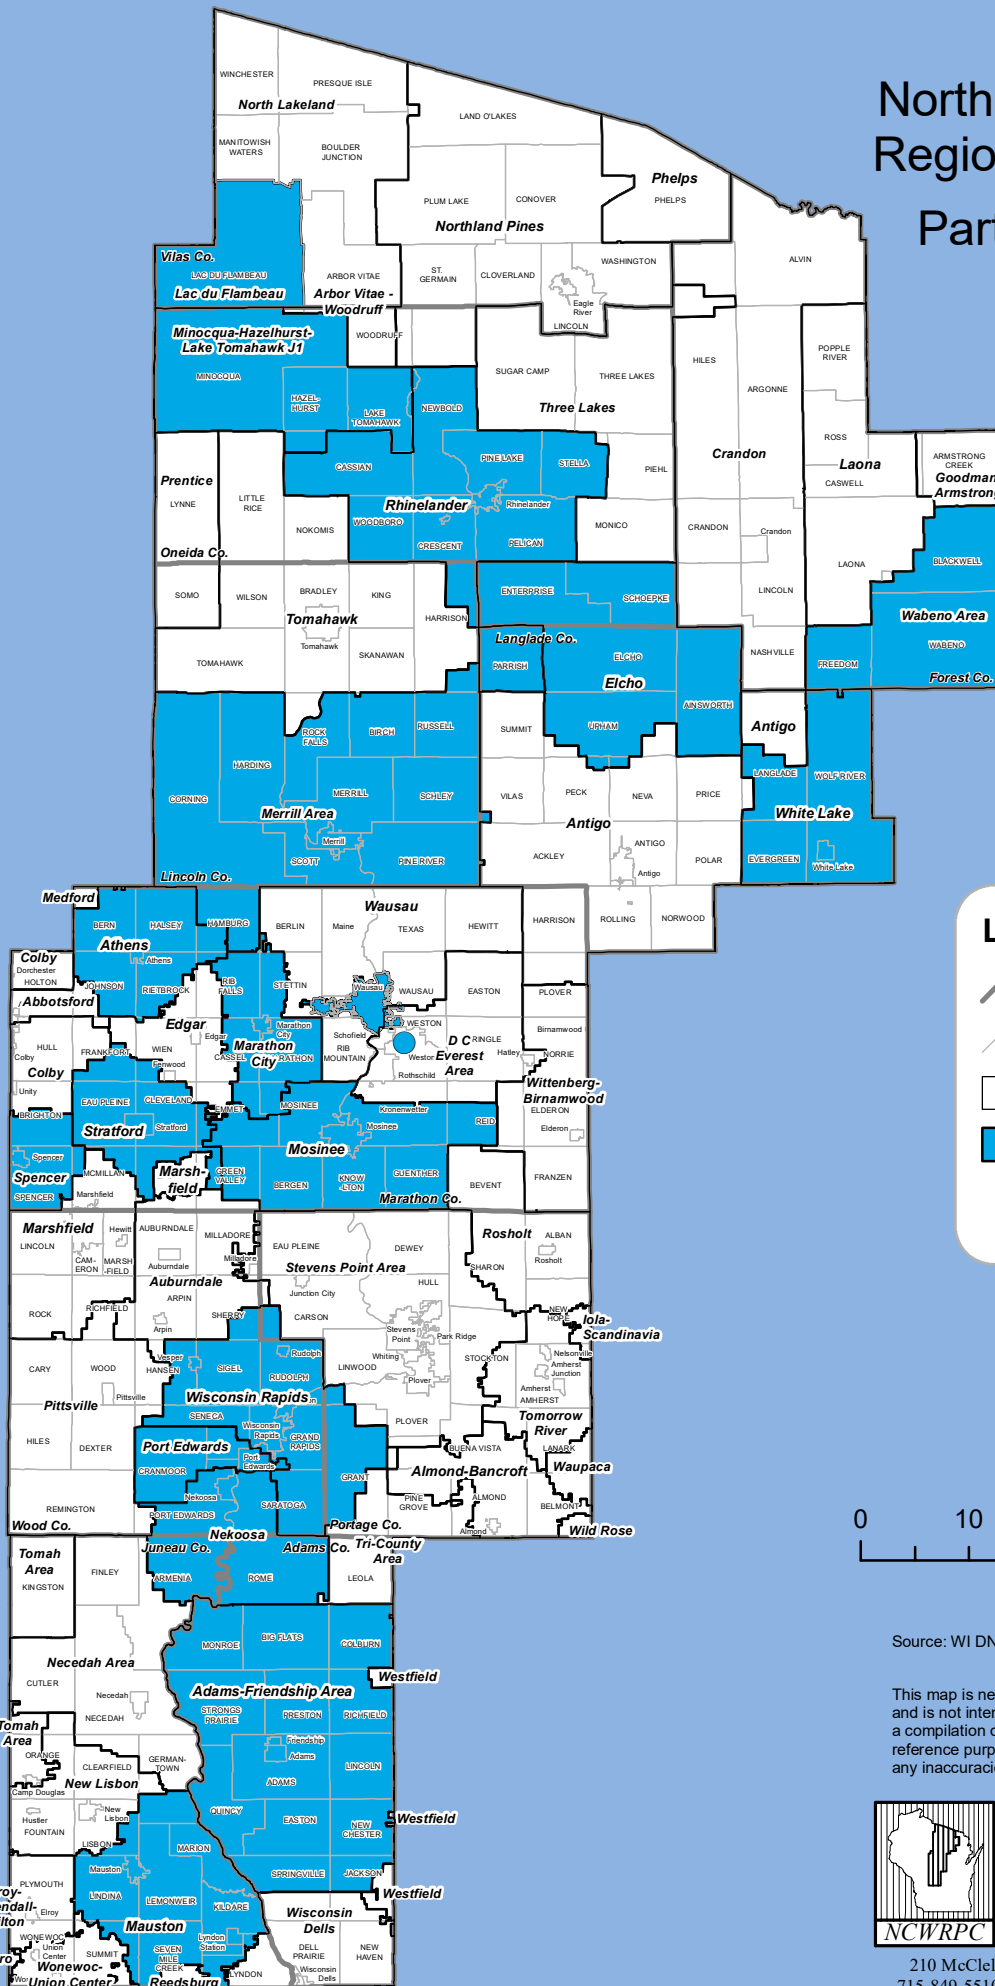 North
Regio
Part
WINCHESTER
PRESQUE ISLE
North Lakeland
LAND O'LAKES
MANITOWISH
WATERS
BOULDER
JUNCTION
Phelps
PHELPS
PLUM LAKE
CONOVER
Northland Pines
Vilas Co.
LAC DU FLAMBEAU
Lac du Flambeau
ARBOR VITAE
Arbor Vitae -
Woodruff
ST.
GERMAIN
CLOVERLAND
WASHINGTON
Eagle
River
LINCOLN
ALVIN
Minocqua-Hazelhurst-
Lake Tomahawk J1
WOODRUFF
MINOCQUA
HAZEL-
HURST
LAKE
TOMAHAWK
NEWBOLD
SUGAR CAMP
THREE LAKES
Three Lakes
HILES
ARGONNE
POPPLE
RIVER
Crandon
ROSS
Laona
CASWELL
ARMSTRONG
CREEK
Goodman
Armstrong
Prentice
LYNNE
LITTLE
RICE
CASSIAN
PINE LAKE
STELLA
PIEHL
Rhinelander
Rhinelander
NOKOMIS
WOODBORO
CRESCENT
PELICAN
MONICO
CRANDON
Crandon
Oneida Co.
LAONA
BLACKWELL
SOMO
WILSON
BRADLEY
KING
Tomahawk
Tomahawk
HARRISON
ENTERPRISE
SCHOEPKE
LINCOLN
Wabeno Area
WABENO
TOMAHAWK
SKANAWAN
Langlade Co.
PARRISH
ELCHO
Elcho
NASHVILLE
FREEDOM
Forest Co.
AINSWORTH
ROCK
FALLS
BIRCH
RUSSELL
SUMMIT
UPHAM
Antigo
HARDING
CORNING
MERRILL
SCHLEY
VILAS
PECK
NEVA
PRICE
LANGLADE
WOLF RIVER
Merrill Area
Merrill
Antigo
White Lake
SCOTT
PINE RIVER
ACKLEY
ANTIGO
Antigo
POLAR
EVERGREEN
White Lake
Lincoln Co.
Medford
Wausau
BERN
HALSEY
HAMBURG
BERLIN
Maine
TEXAS
HEWITT
HARRISON
ROLLING
NORWOOD
Athens
Athens
Colby
Dorchester
HOLTON
JOHNSON
RIETBROCK
RIB
FALLS
STETTIN
Wausau
WAUSAU
EASTON
PLOVER
Abbotsford
Edgar
Edgar
Marathon
City
WESTON
Birnamwood
HULL
Colby
FRANKFORT
WIEN
Fenwood
CASSEL
Marathon
City
RATHON
Schofield
RIB
MOUNTAIN
D C
Everest
Area
RINGLE
Hatley
NORRIE
Weston
Rothschild
Colby
Unity
EAU PLEINE
CLEVELAND
EMMET
MOSINEE
Kronenwetter
Wittenberg-
Birnamwood
ELDERON
Elderon
BRIGHTON
Stratford
Stratford
Mosinee
REID
Mosinee
Spencer
Spencer
SPENCER
MCMILLAN
Marshfield
Marsh-
field
GREEN
VALLEY
BERGEN
KNOW
-LTON
GUENTHER
BEVENT
FRANZEN
Marathon Co.
Marshfield
LINCOLN
Hewitt
AUBURNDALE
MILLADORE
Milladore
CAM-
ERON
MARSH
-FIELD
Auburndale
Auburndale
EAU PLEINE
DEWEY
Stevens Point Area
Rosholt
ALBAN
Rosholt
SHARON
ROCK
RICHFIELD
ARPIN
Arpin
SHERRY
Junction City
CARSON
HULL
Stevens
Point
Park Ridge
NEW
HOPE
Iola-
Scandinavia
CARY
WOOD
Vesper
HANSEN
SIGEL
Rudolph
RUDOLPH
LINWOOD
Whiting
Plover
STOCKTON
Nelsonville
Amherst
Junction
Amherst
AMHERST
Pittsville
Pittsville
Wisconsin Rapids
SENECA
Wisconsin
Rapids
GRAND
RAPIDS
PLOVER
Tomorrow
River
HILES
DEXTER
Port Edwards
Port
Edwards
CRANMOOR
BUENA VISTA
LANARK
Waupaca
Almond-Bancroft
GRANT
PINE
GROVE
ALMOND
Almond
BELMONT
REMINGTON
Nekoosa
PORT EDWARDS
SARATOGA
Wood Co.
Nekoosa
Portage Co.
Wild Rose
Tomah
Area
KINGSTON
FINLEY
Juneau Co.
ARMENIA
ROME
Adams Co.
Tri-County
Area
LEOLA
Necedah Area
CUTLER
Necedah
NECEDAH
MONROE
BIG FLATS
COLBURN
Westfield
Adams-Friendship Area
STRONGS
PRAIRIE
PRESTON
RICHFIELD
Friendship
Adams
Tomah
Area
ORANGE
CLEARFIELD
GERMAN-
TOWN
LINCOLN
ADAMS
Camp Douglas
New Lisbon
New
Lisbon
Hustler
FOUNTAIN
LISBON
QUINCY
EASTON
NEW
CHESTER
Westfield
MARION
PLYMOUTH
Mauston
LINDINA
LEMONWEIR
KILDARE
SPRINGVILLE
JACKSON
Westfield
roy-
endall-
ilton
Elroy
Mauston
Wisconsin
Dells
WONEWOC
Union
Center
SUMMIT
SEVEN
MILE
CREEK
Lyndon
Station
LYNDON
DELL
PRAIRIE
NEW
HAVEN
Wisconsin
Dells
Wonewoc-
Union Center
Reedsburg
L
0 10
Source: WI DN
This map is ne
and is not inter
a compilation o
reference purp
any inaccuracie
NCWRPC
210 McClel
715-849-5510